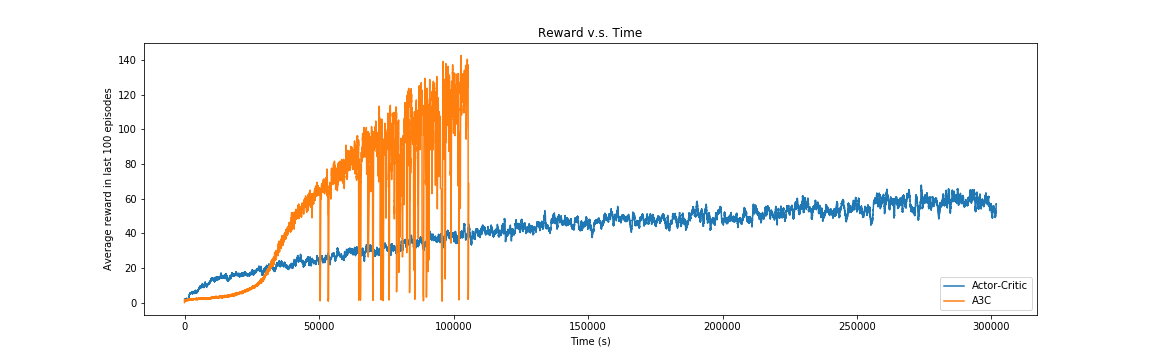 Reward v.s. Time
Average reward in last 100 episodes
140
120
100
80
60
40
20
0
0 50000 100000 150000 200000 250000 300000
Time (s)
Actor-Critic
A3C